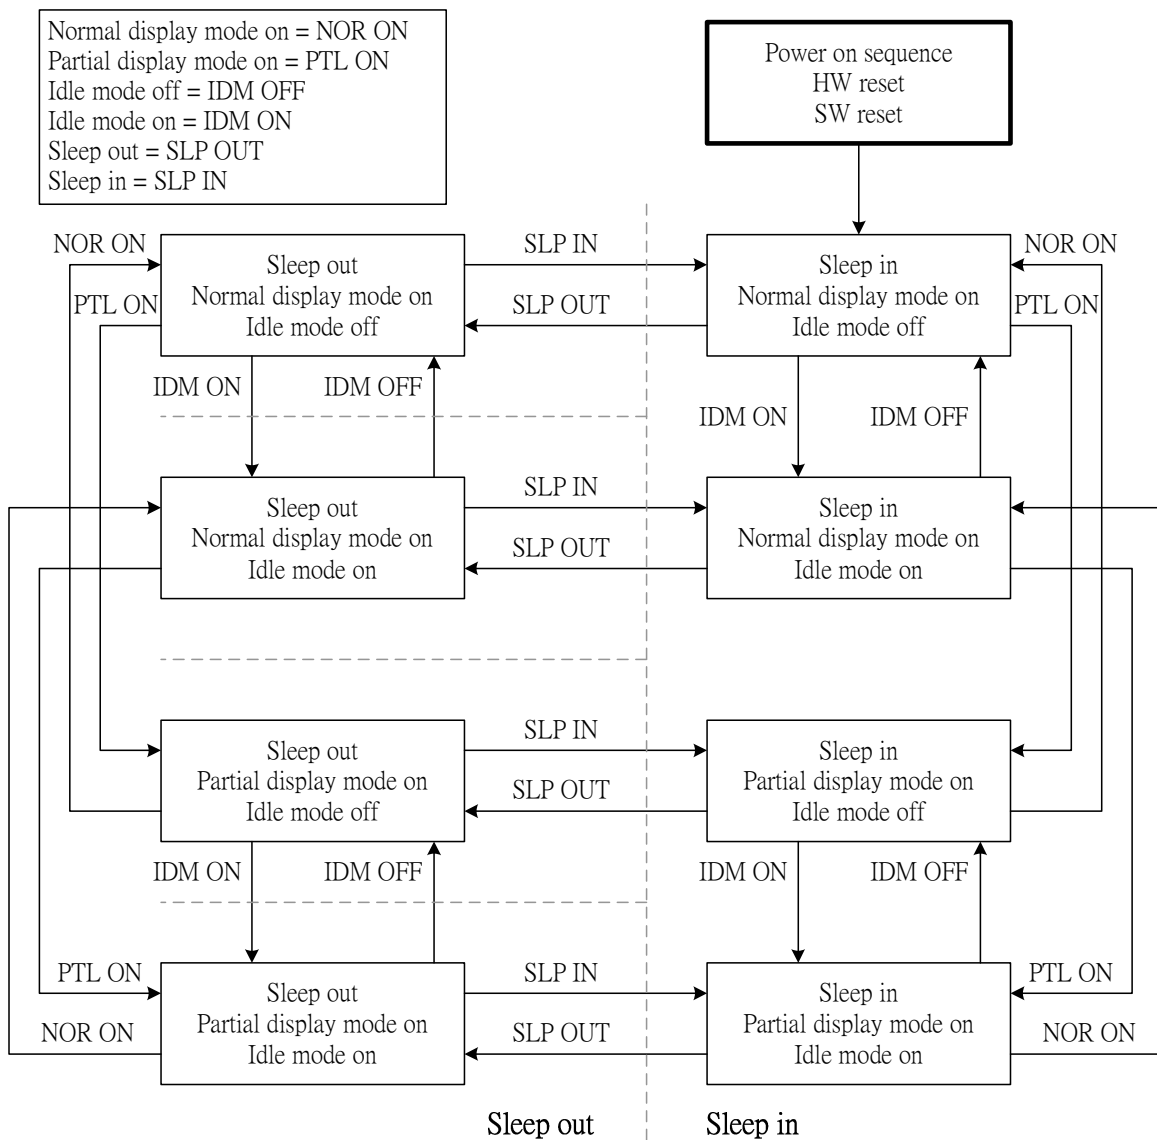 Normal display mode on = NOR ON
Partial display mode on = PTL ON
Idle mode off = IDM OFF
Idle mode on = IDM ON
Sleep out = SLP OUT
Sleep in = SLP IN
Power on sequence
HW reset
SW reset
NOR ON
PTL ON
Sleep out
Normal display mode on
Idle mode off
SLP IN
SLP OUT
Sleep in
Normal display mode on
Idle mode off
NOR ON
PTL ON
IDM ON
IDM OFF
IDM ON
IDM OFF
Sleep out
Normal display mode on
Idle mode on
SLP IN
SLP OUT
Sleep in
Normal display mode on
Idle mode on
Sleep out
Partial display mode on
Idle mode off
SLP IN
SLP OUT
Sleep in
Partial display mode on
Idle mode off
IDM ON
IDM OFF
IDM ON
IDM OFF
PTL ON
NOR ON
Sleep out
Partial display mode on
Idle mode on
SLP IN
SLP OUT
Sleep in
Partial display mode on
Idle mode on
PTL ON
NOR ON
Sleep out
Sleep in